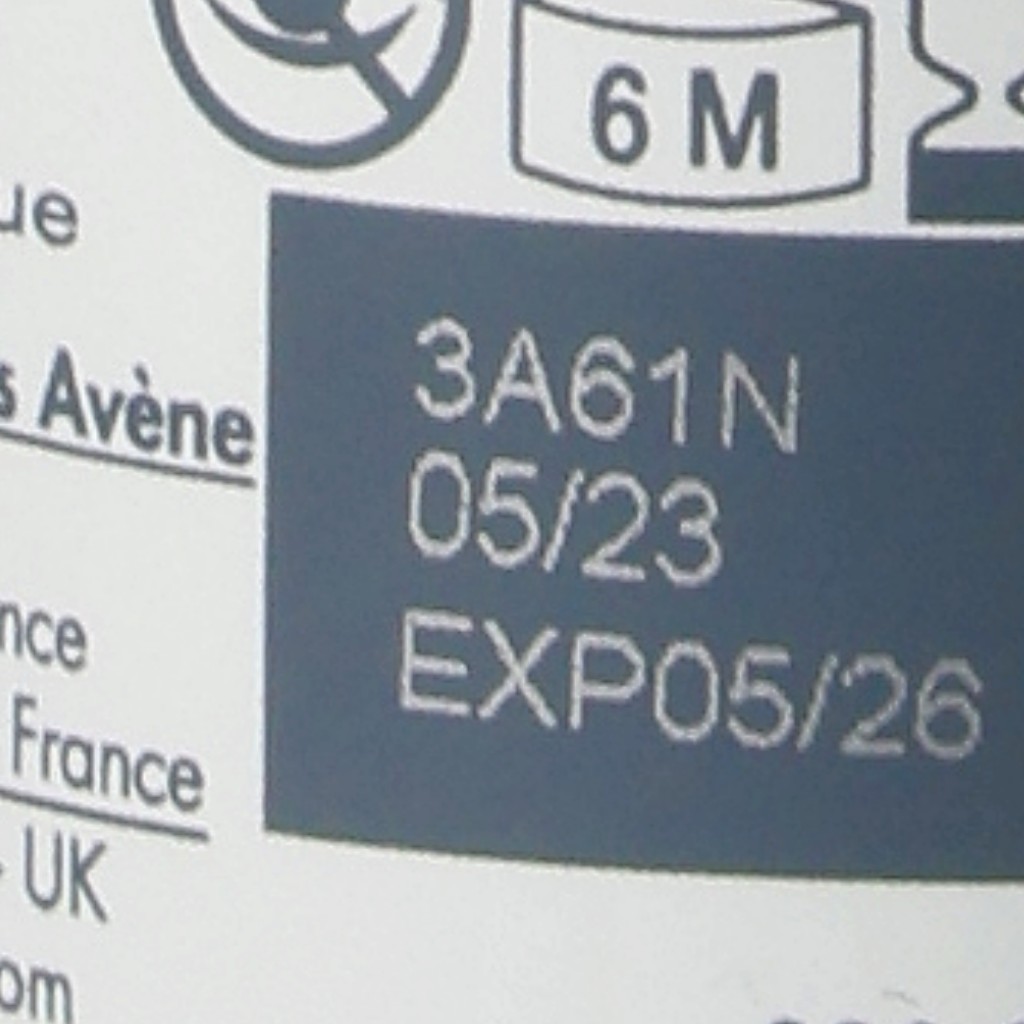 6 M
ue
3A61N
s Avène
05/23
nce
EXP05/26
France
UK
om